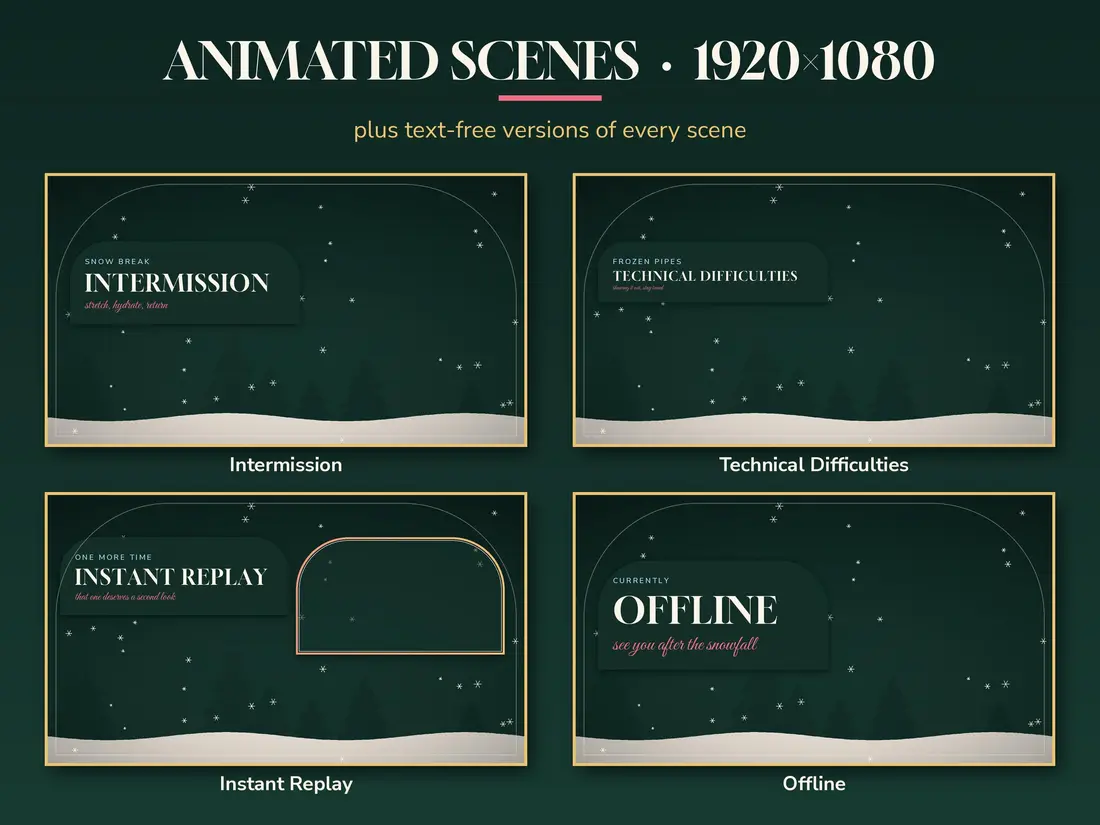 ANIMATED SCENES · 1920×1080
plus text-free versions of every scene
SNOW BREAK
INTERMISSION
stretch, hydrate, return
Intermission
FROZEN PIPES
TECHNICAL DIFFICULTIES
stay tuned
Technical Difficulties
ONE MORE TIME
INSTANT REPLAY
that one deserves a second look
Instant Replay
CURRENTLY
OFFLINE
see you after the snowfall
Offline